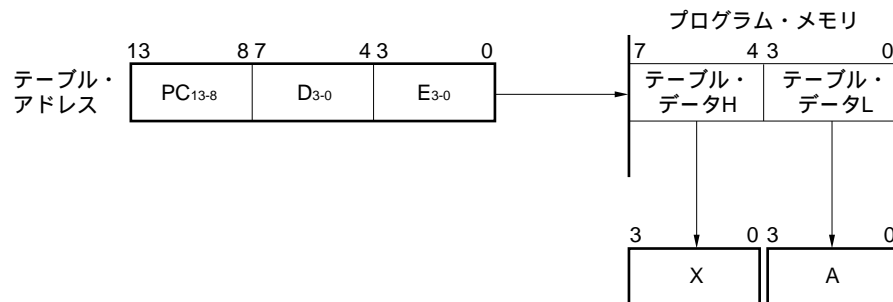 プログラム・メモリ
13 8 7 4 3 0
7 4 3 0
テーブル・
アドレス
PC13-8
D3-0
E3-0
テーブル・
データH
テーブル・
データL
3 0 3 0
X
A